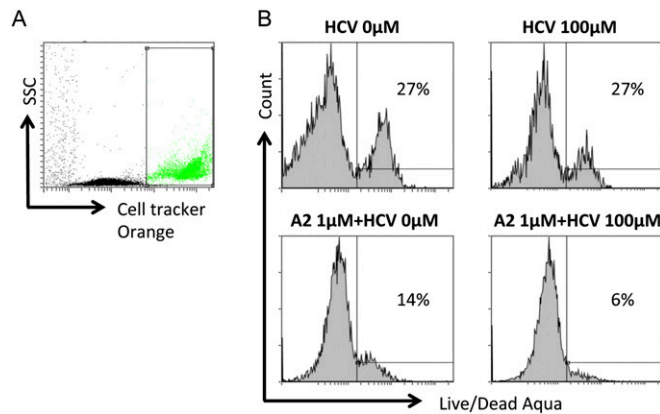 A
SSC
Cell tracker
Orange
B
Count
HCV 0µM
27%
HCV 100µM
27%
A2 1µM+HCV 0µM
14%
A2 1µM+HCV 100µM
6%
Live/Dead Aqua